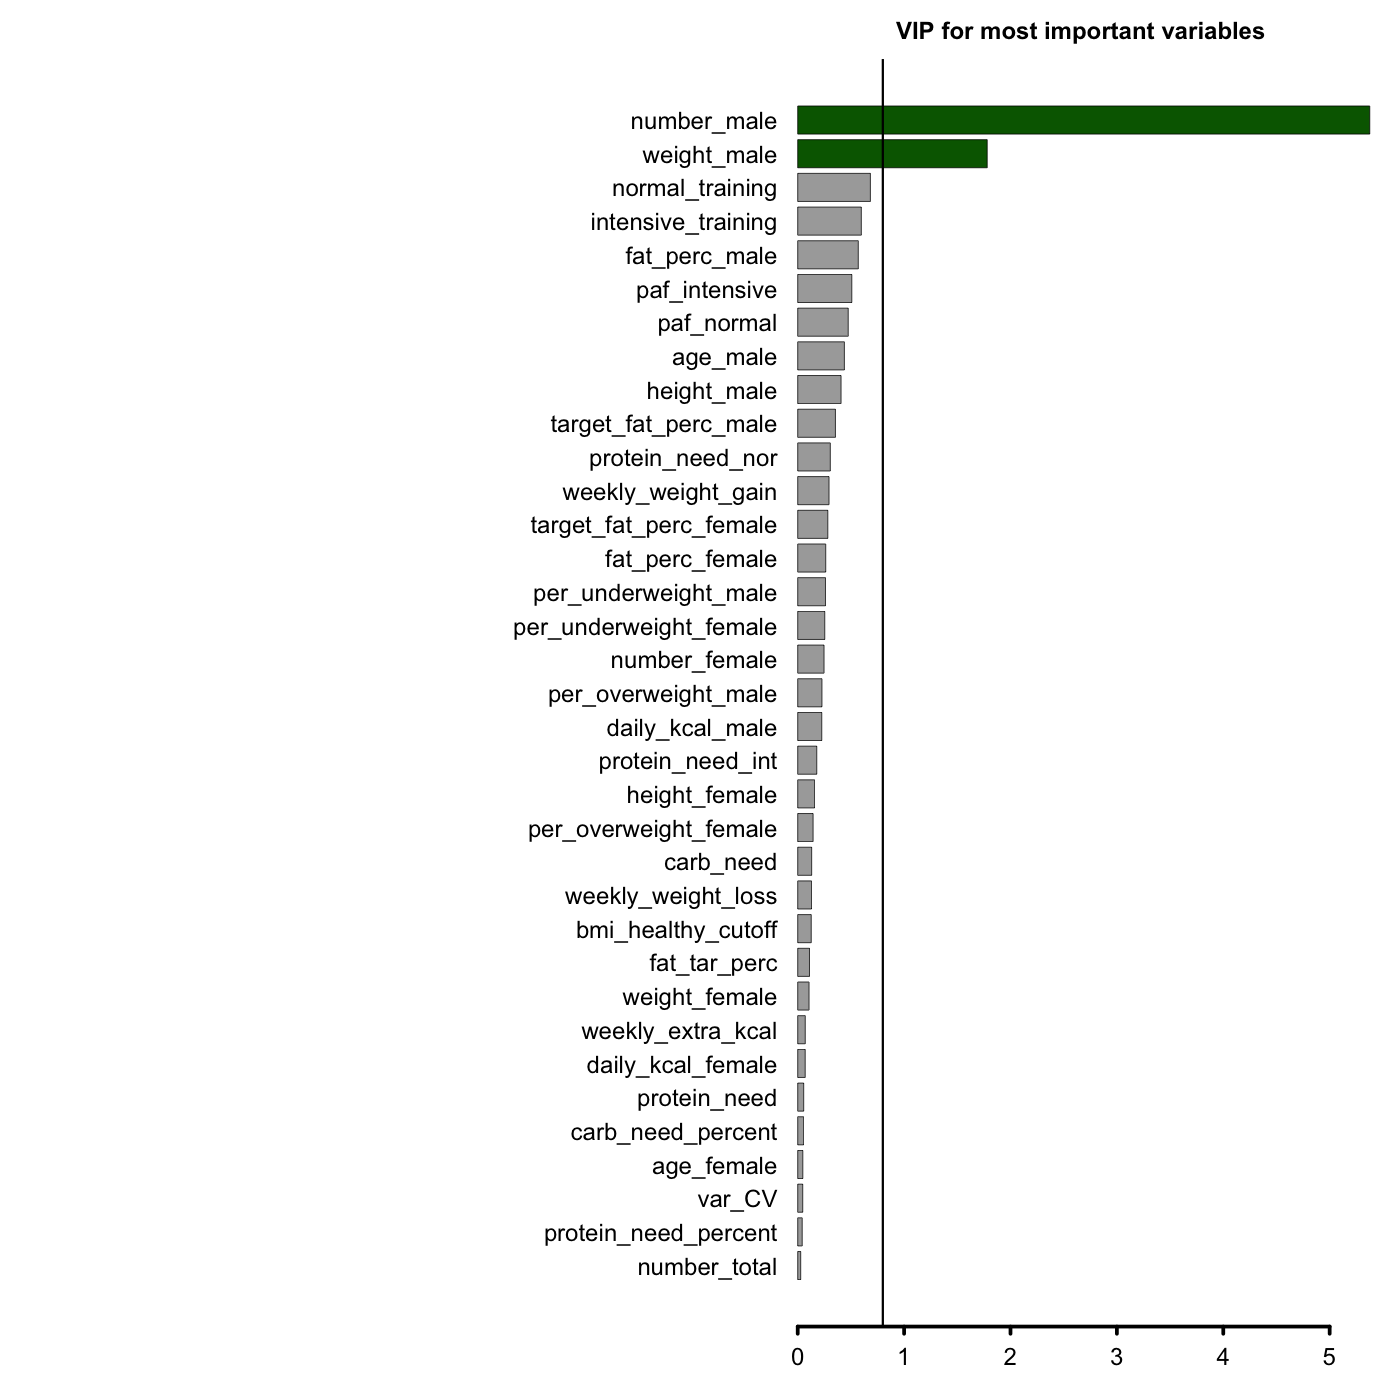 VIP for most important variables
number_male
weight_male
normal_training
intensive_training
fat_perc_male
paf_intensive
paf_normal
age_male
height_male
target_fat_perc_male
protein_need_nor
weekly_weight_gain
target_fat_perc_female
fat_perc_female
per_underweight_male
per_underweight_female
number_female
per_overweight_male
daily_kcal_male
protein_need_int
height_female
per_overweight_female
carb_need
weekly_weight_loss
bmi_healthy_cutoff
fat_tar_perc
weight_female
weekly_extra_kcal
daily_kcal_female
protein_need
carb_need_percent
age_female
var_CV
protein_need_percent
number_total
0 1 2 3 4 5